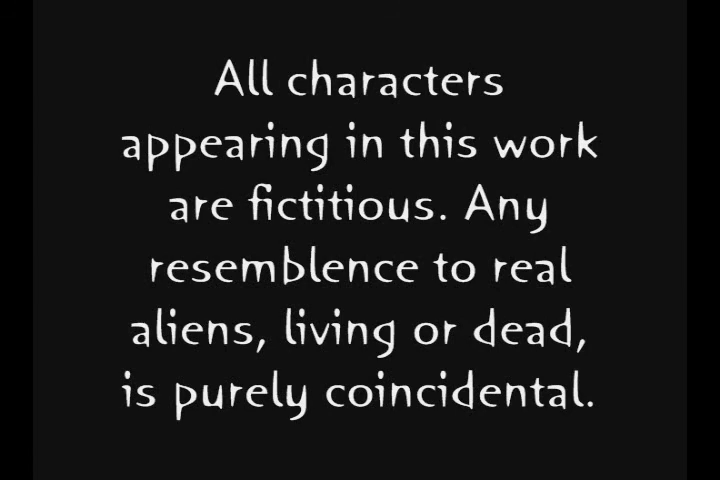 All characters
appearing in this work
are fictitious. Any
resemblence to real
aliens, living or dead,
is purely coincidental.